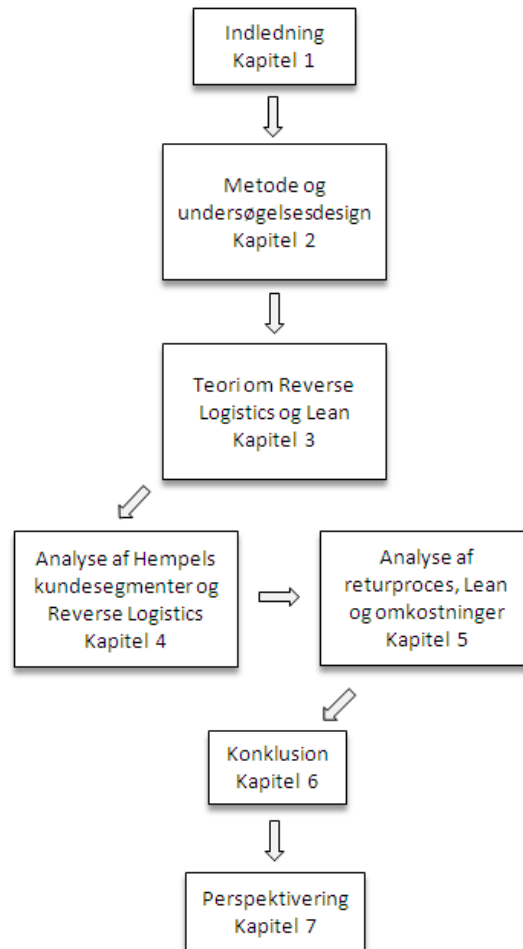 Indledning
Kapitel 1
Metode og
undersøgelsesdesign
Kapitel 2
Teori om Reverse
Logistics og Lean
Kapitel 3
Analyse af Hempels
kundesegmenter og
Reverse Logistics
Kapitel 4
Analyse af
returproces, Lean
og omkostninger
Kapitel 5
Konklusion
Kapitel 6
Perspektivering
Kapitel 7